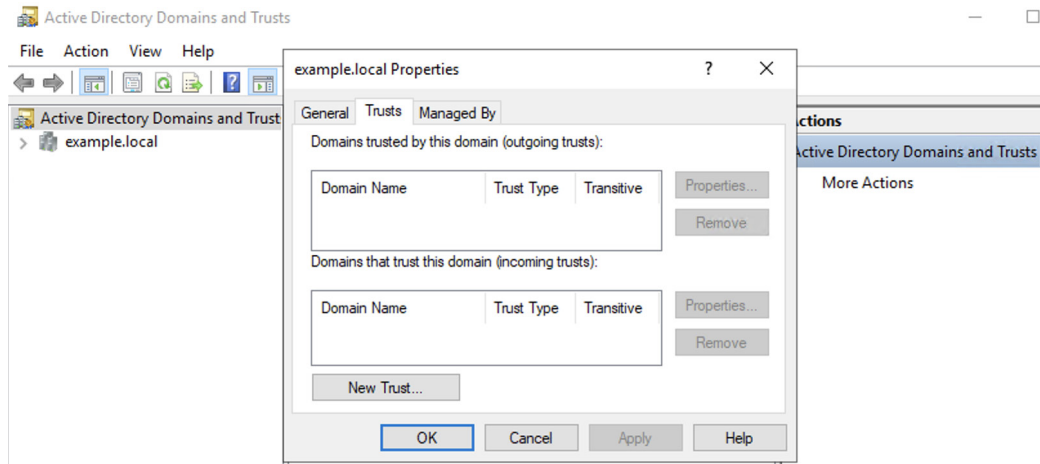 Active Directory Domains and Trusts
File Action View Help
example.local Properties
? ×
General Trusts Managed By
Active Directory Domains and Trust
example.local
Domains trusted by this domain (outgoing trusts):
Domain Name Trust Type Transitive
Properties...
Remove
Domains that trust this domain (incoming trusts):
Domain Name Trust Type Transitive
Properties...
Remove
New Trust...
OK Cancel Apply Help
ctions
Active Directory Domains and Trusts
More Actions